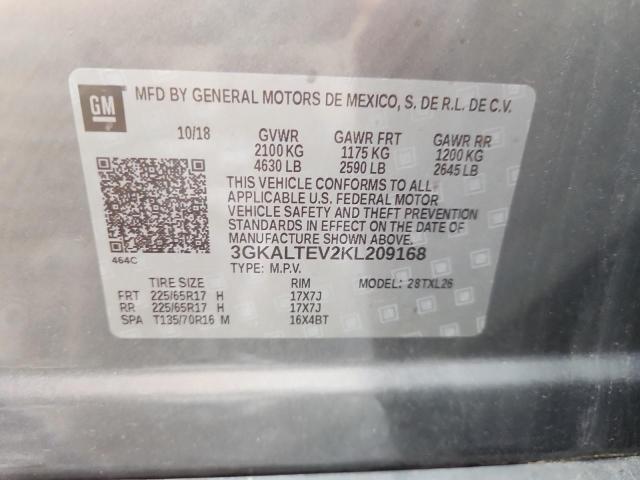 GM MFD BY GENERAL MOTORS DE MEXICO, S. DE R.L. DE C.V.
10/18 GVWR GAWR FRT GAWR RR
2100 KG 1175 KG 1200 KG
4630 LB 2590 LB 2645 LB
THIS VEHICLE CONFORMS TO ALL
APPLICABLE U.S. FEDERAL MOTOR
VEHICLE SAFETY AND THEFT PREVENTION
STANDARDS IN EFFECT ON THE DATE OF
MANUFACTURE SHOWN ABOVE.
464C 3GKALTEV2KL209168
TYPE: M.P.V.
TIRE SIZE RIM MODEL: 28TXL26
FRT 225/65R17 H 17X7J
RR 225/65R17 H 17X7J
SPA T135/70R16 M 16X4BT